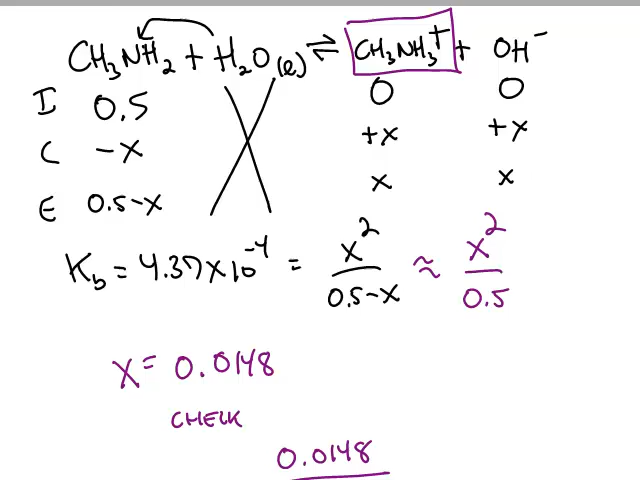 CH₃NH₂ + H₂O(l) ⇌ CH₃NH₃⁺ + OH⁻
I 0.5 0 0
C -x +x +x
E 0.5-x x x
Kb = 4.37x10⁻⁴ = x²/0.5-x ≈ x²/0.5
x = 0.0148
CHECK
0.0148